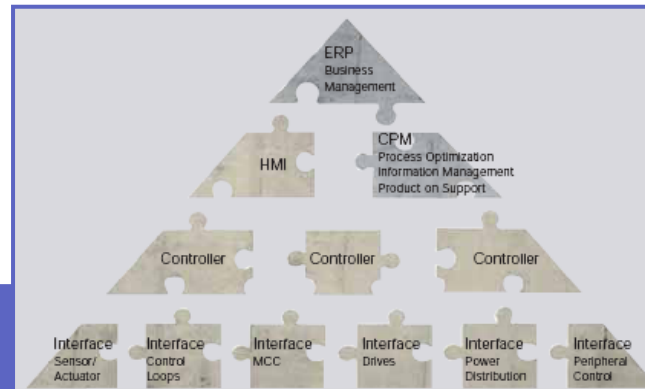 ERP
Business
Management
HMI
CPM
Process Optimization
Information Management
Product on Support
Controller
Controller
Controller
Interface
Sensor/
Actuator
Interface
Control
Loops
Interface
MCC
Interface
Drives
Interface
Power
Distribution
Interface
Peripheral
Control